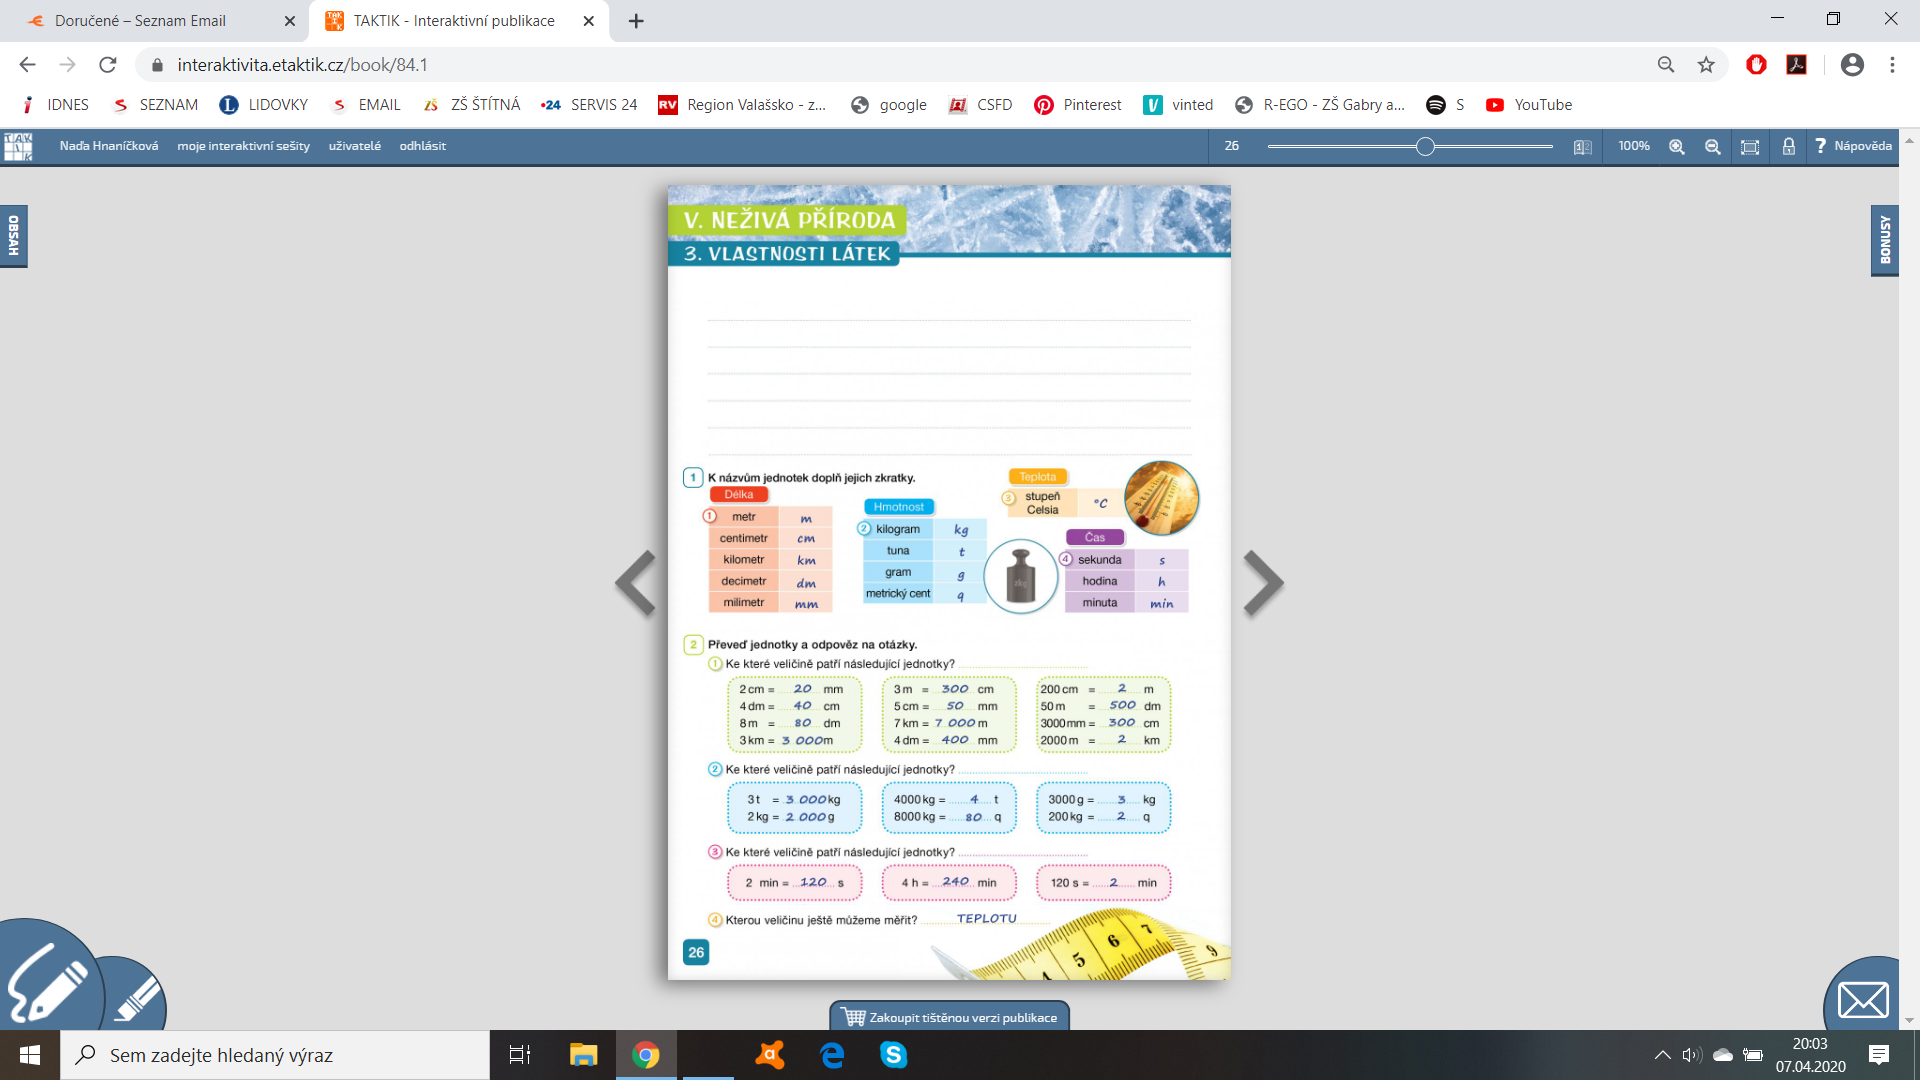 Doručené – Seznam Email
TAKTIK - Interaktivní publikace
interaktivita.etaktik.cz/book/84.1
IDNES SEZNAM LIDOVKY EMAIL ZŠ ŠTÍTNÁ SERVIS 24 Region Valašsko - z... google CSFD Pinterest vinted R-EGO - ZŠ Gabry a... S YouTube
Naďa Hnaníčková moje interaktivní sešity uživatelé odhlásit 26 100% ? Nápověda
OBSAH
BONUSY
V. NEŽIVÁ PŘÍRODA
3. VLASTNOSTI LÁTEK
1 K názvům jednotek doplň jejich zkratky.
Délka
1 metr m
centimetr cm
kilometr km
decimetr dm
milimetr mm
Hmotnost
2 kilogram kg
tuna t
gram g
metrický cent q
Teplota
3 stupeň Celsia °C
Čas
4 sekunda s
hodina h
minuta min
2 Převeď jednotky a odpověz na otázky.
1 Ke které veličině patří následující jednotky?
2 cm = 20 mm
4 dm = 40 cm
8 m = 80 dm
3 km = 3 000 m
3 m = 300 cm
5 cm = 50 mm
7 km = 7 000 m
4 dm = 400 mm
200 cm = 2 m
50 m = 500 dm
3000 mm = 300 cm
2000 m = 2 km
2 Ke které veličině patří následující jednotky?
3 t = 3 000 kg
2 kg = 2 000 g
4000 kg = 4 t
8000 kg = 80 q
3000 g = 3 kg
200 kg = 2 q
3 Ke které veličině patří následující jednotky?
2 min = 120 s
4 h = 240 min
120 s = 2 min
4 Kterou veličinu ještě můžeme měřit? TEPLOTU
4 5 6 7 9
26
Zakoupit tištěnou verzi publikace
Sem zadejte hledaný výraz
20:03
07.04.2020